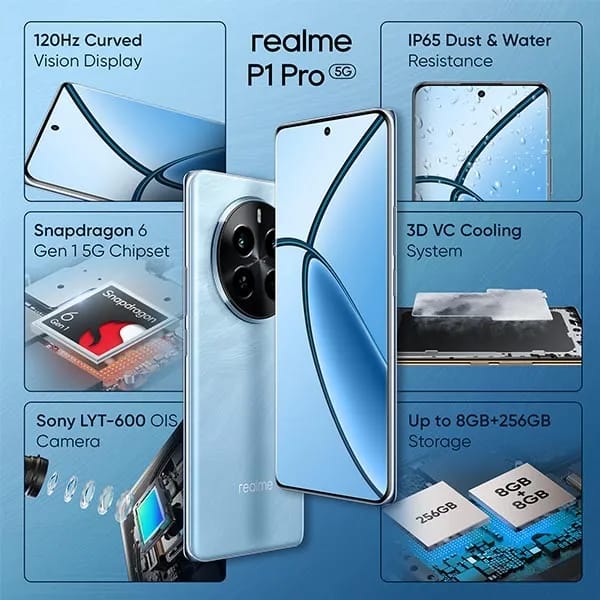 realme
P1 Pro 5G
120Hz Curved
Vision Display
IP65 Dust & Water
Resistance
Snapdragon 6
Gen 1 5G Chipset
Snapdragon
6
Gen 1
3D VC Cooling
System
Sony LYT-600 OIS
Camera
realme
Up to 8GB+256GB
Storage
256GB
8GB
+
8GB